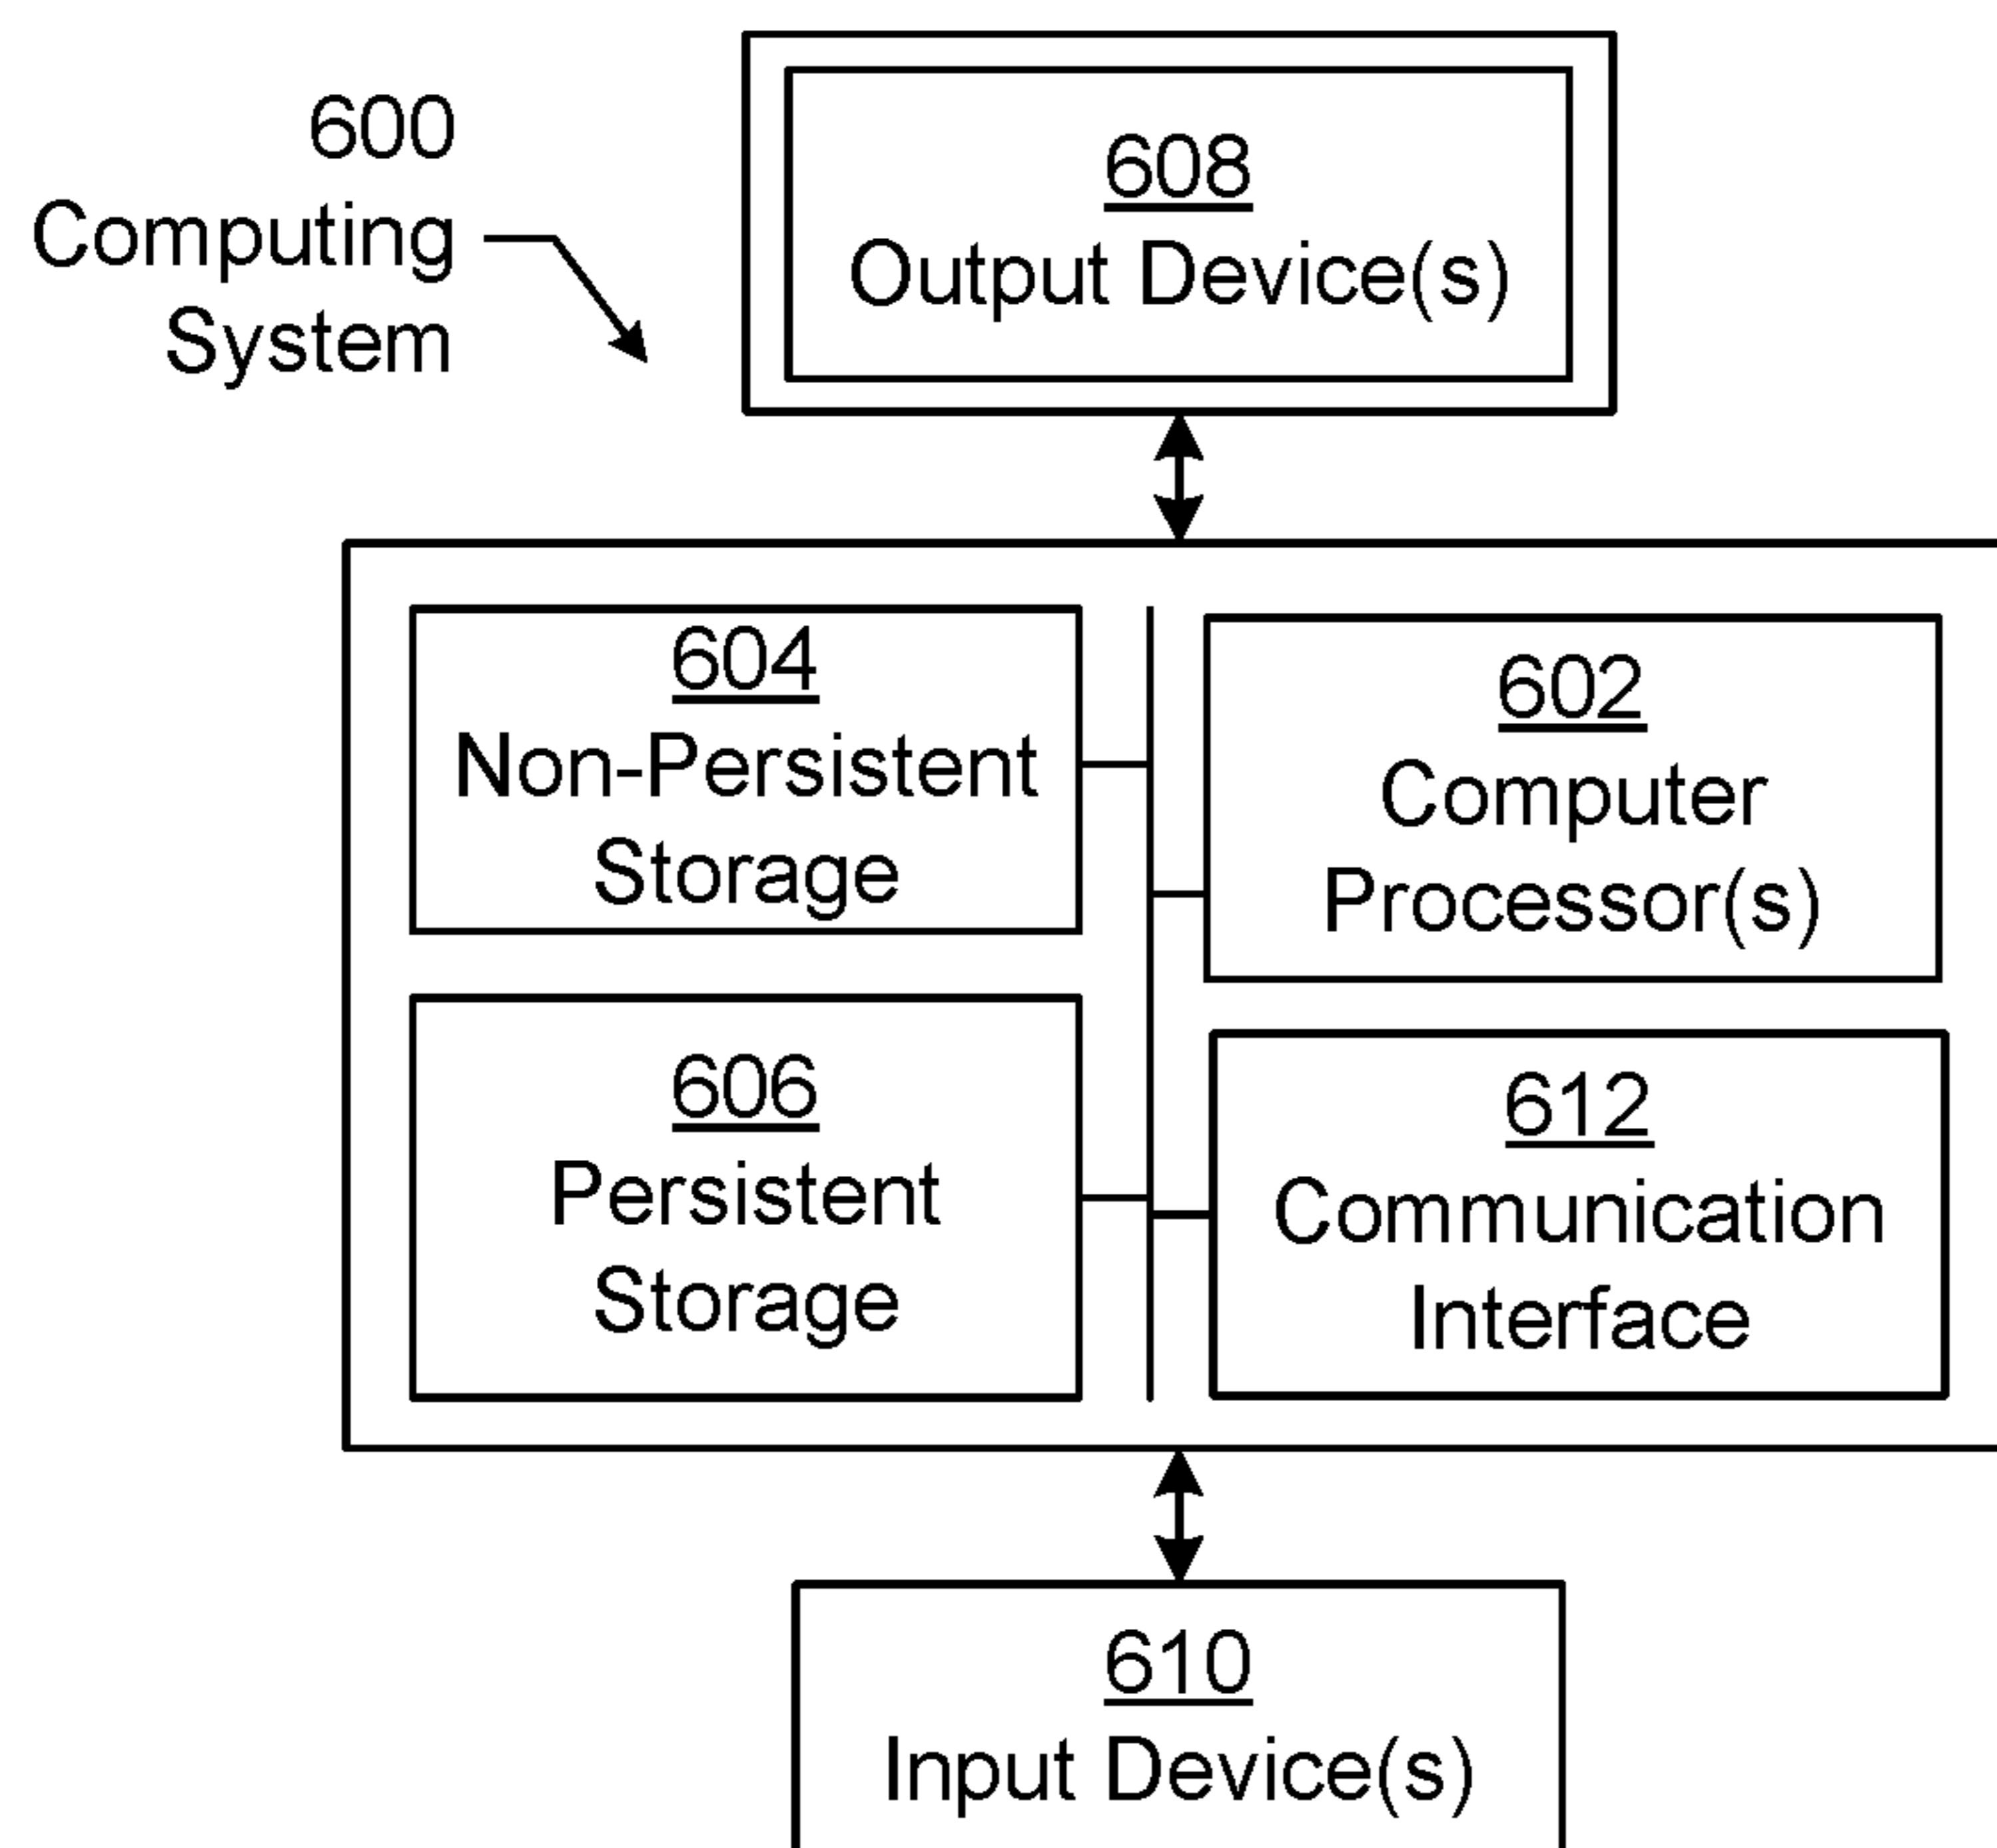 600
Computing
System
608
Output Device(s)
604
Non-Persistent
Storage
602
Computer
Processor(s)
606
Persistent
Storage
612
Communication
Interface
610
Input Device(s)